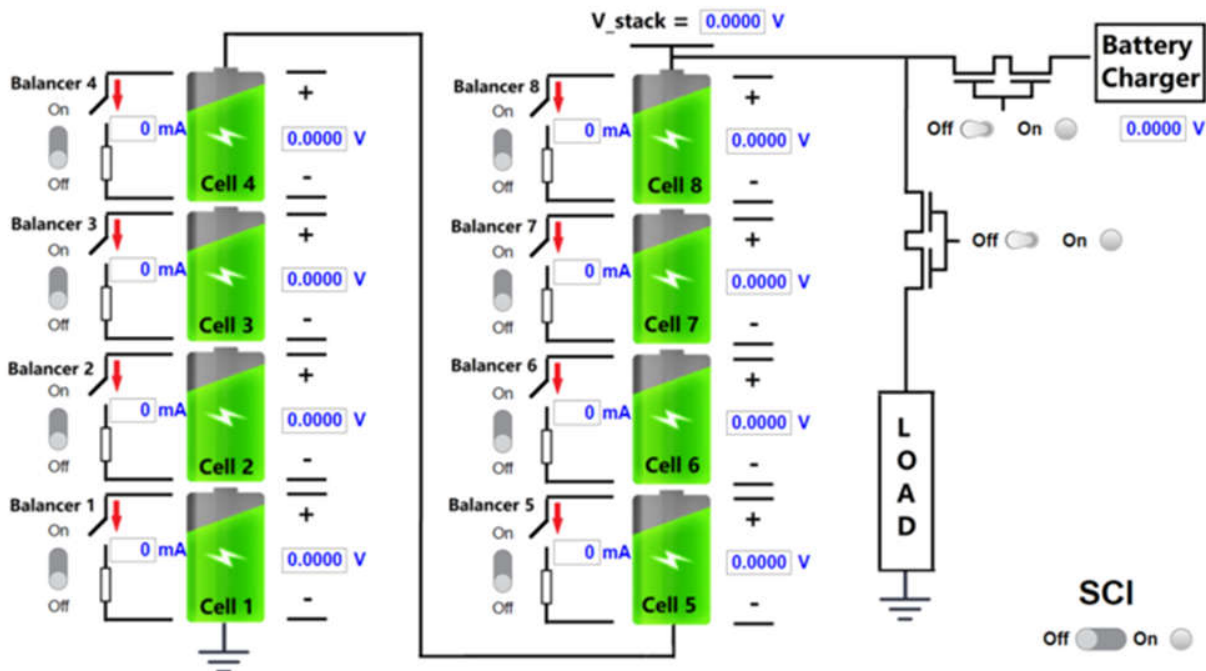 V_stack = 0.0000 V
Battery
Charger
0.0000 V
Off On
Off On
L
O
A
D
SCI
Off On
Balancer 4
On
Off
0 mA
Cell 4
+
0.0000 V
-
Balancer 3
On
Off
0 mA
Cell 3
+
0.0000 V
-
Balancer 2
On
Off
0 mA
Cell 2
+
0.0000 V
-
Balancer 1
On
Off
0 mA
Cell 1
+
0.0000 V
-
Balancer 8
On
Off
0 mA
Cell 8
+
0.0000 V
-
Balancer 7
On
Off
0 mA
Cell 7
+
0.0000 V
-
Balancer 6
On
Off
0 mA
Cell 6
+
0.0000 V
-
Balancer 5
On
Off
0 mA
Cell 5
+
0.0000 V
-